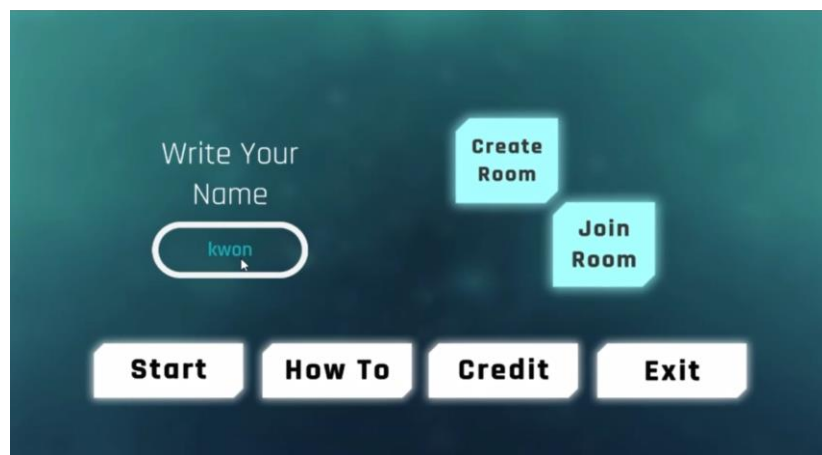 Write Your
Name
kwon
Create
Room
Join
Room
Start
How To
Credit
Exit